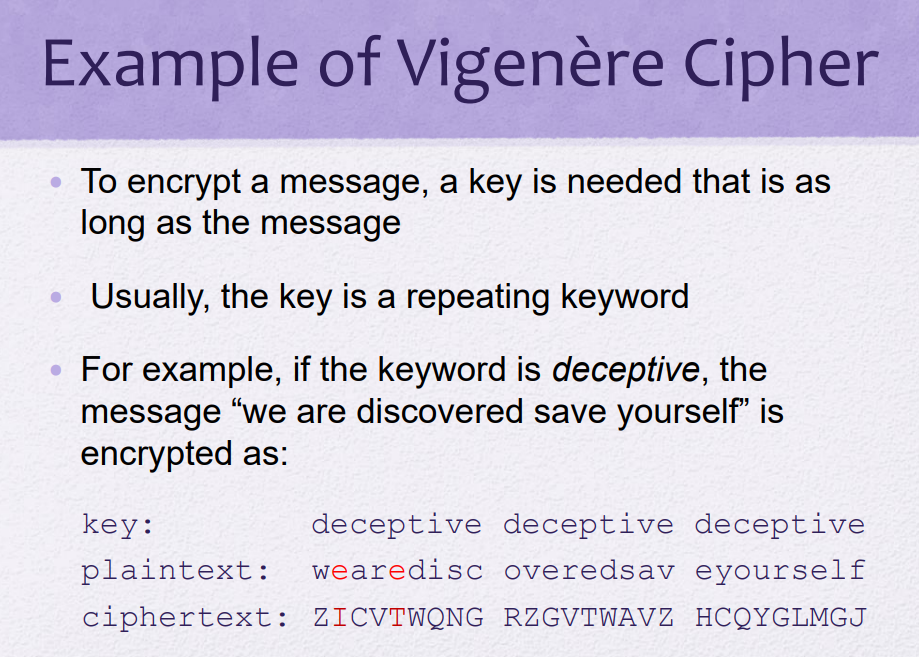 Example of Vigenère Cipher
• To encrypt a message, a key is needed that is as
long as the message
• Usually, the key is a repeating keyword
• For example, if the keyword is deceptive, the
message “we are discovered save yourself” is
encrypted as:
key: deceptive deceptive deceptive
plaintext: wearedisc overedsav eyourself
ciphertext: ZICVTWQNG RZGVTWAVZ HCQYGLMGJ